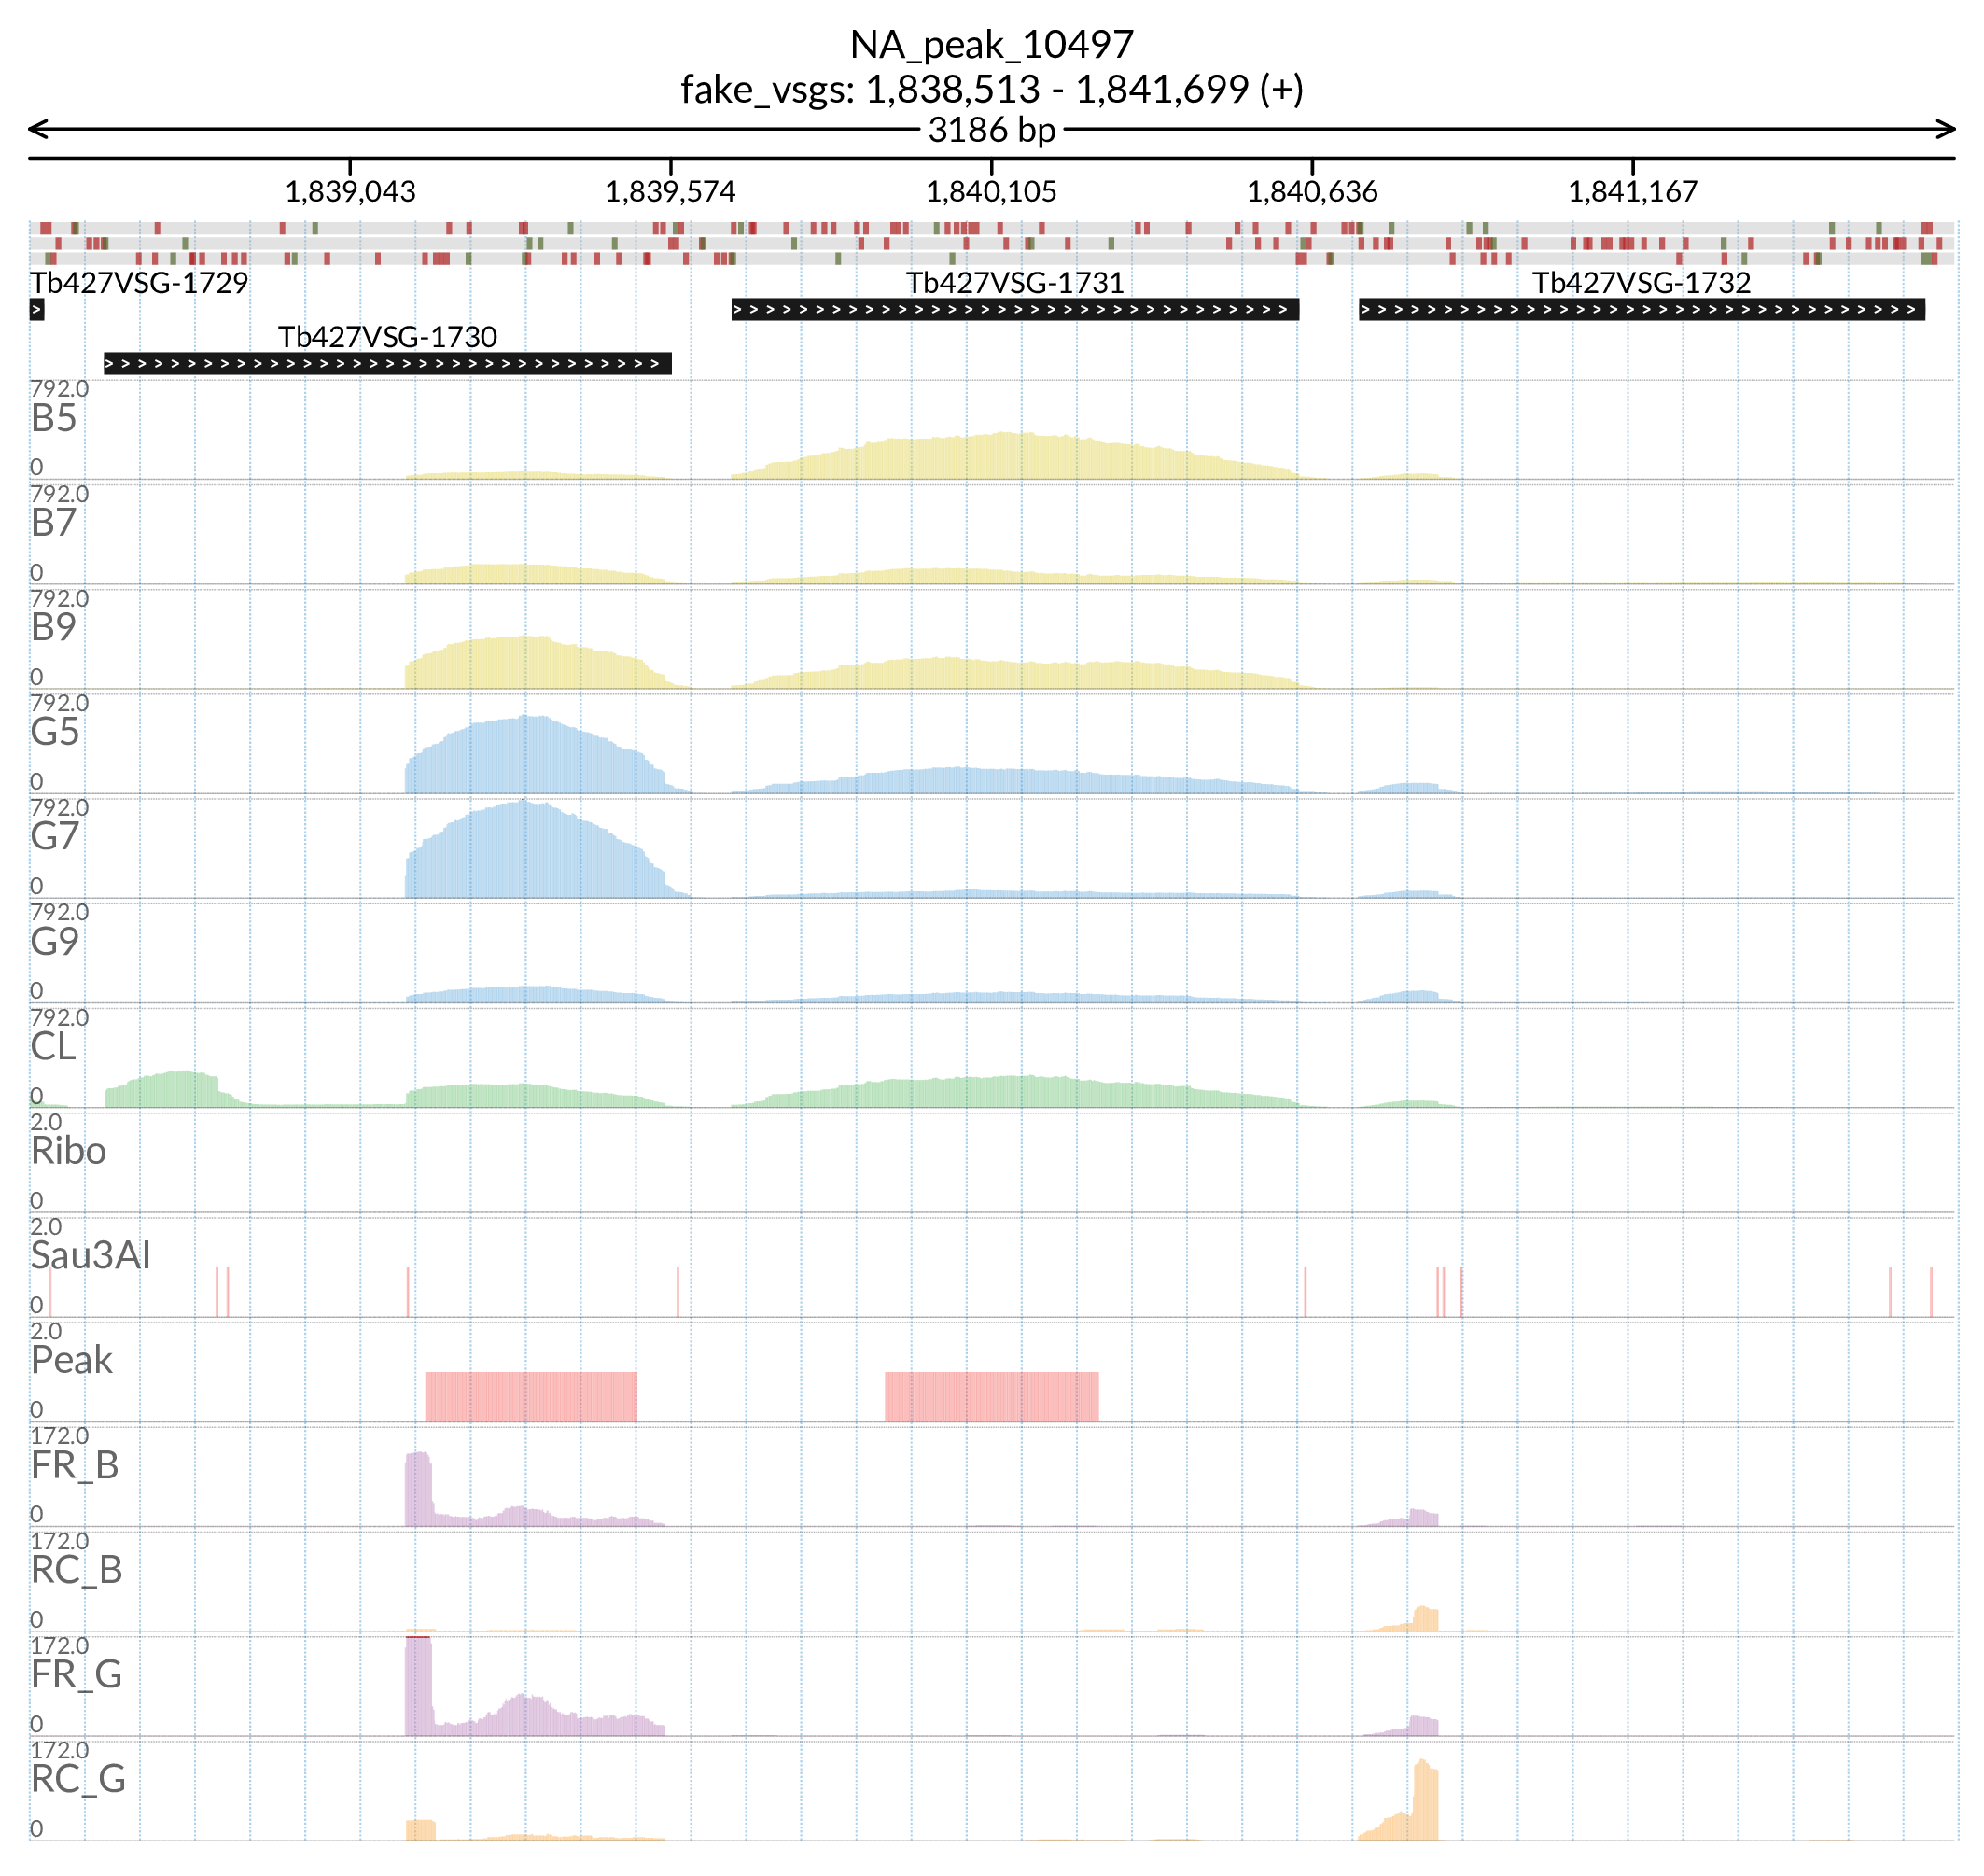 NA_peak_10497
fake_vsgs: 1,838,513 - 1,841,699 (+)
3186 bp
1,839,043 1,839,574 1,840,105 1,840,636 1,841,167
Tb427VSG-1729 Tb427VSG-1731 Tb427VSG-1732
Tb427VSG-1730
792.0
B5
0
792.0
B7
0
792.0
B9
0
792.0
G5
0
792.0
G7
0
792.0
G9
0
792.0
CL
0
2.0
Ribo
0
2.0
Sau3AI
0
2.0
Peak
0
172.0
FR_B
0
172.0
RC_B
0
172.0
FR_G
0
172.0
RC_G
0